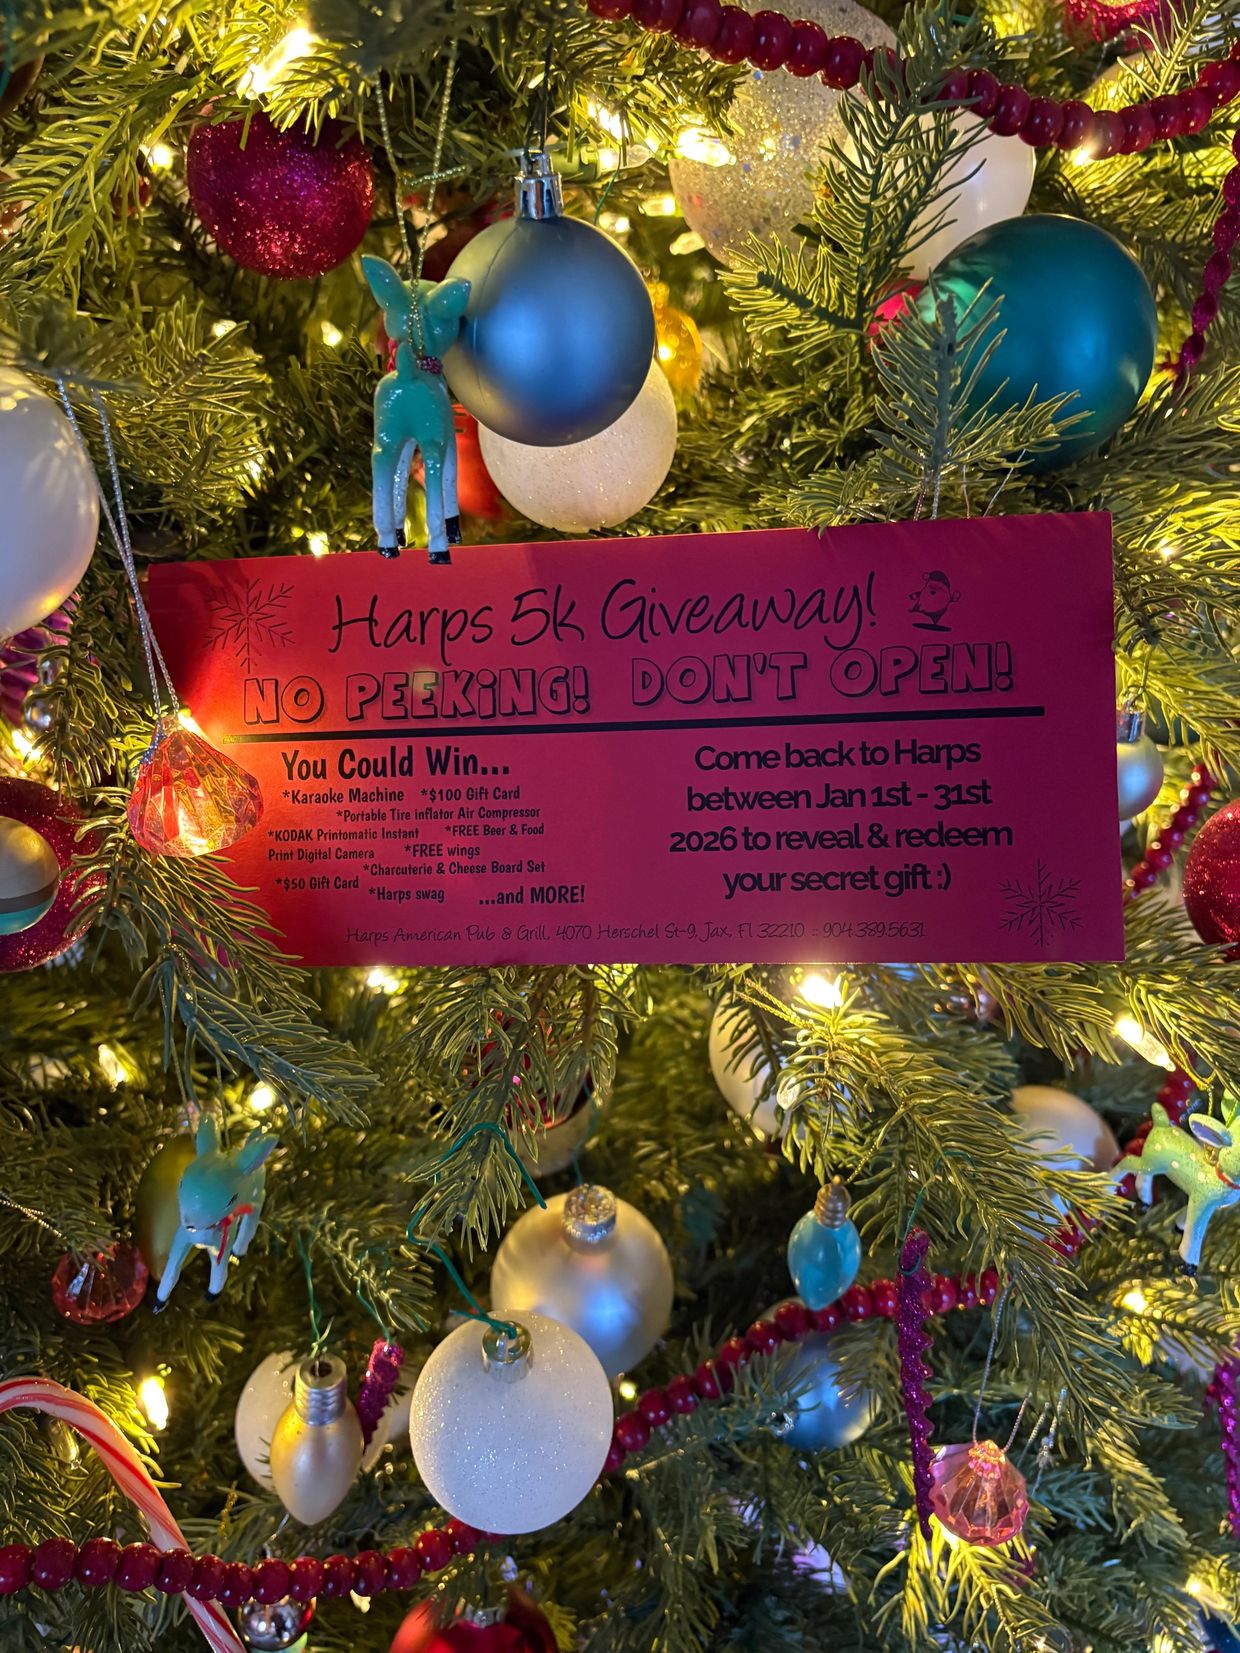 Harps 5k Giveaway!
NO PEEKiNG! DON'T OPEN!
You Could Win...
*Karaoke Machine *$100 Gift Card
*Portable Tire inflator Air Compressor
*KODAK Printomatic Instant *FREE Beer & Food
Print Digital Camera *FREE wings
*Charcuterie & Cheese Board Set
*$50 Gift Card
*Harps swag ...and MORE!
Come back to Harps
between Jan 1st - 31st
2026 to reveal & redeem
your secret gift :)
Harps American Pub & Grill, 4070 Herschel St-9, Jax, Fl 32210 :: 904.389.5631